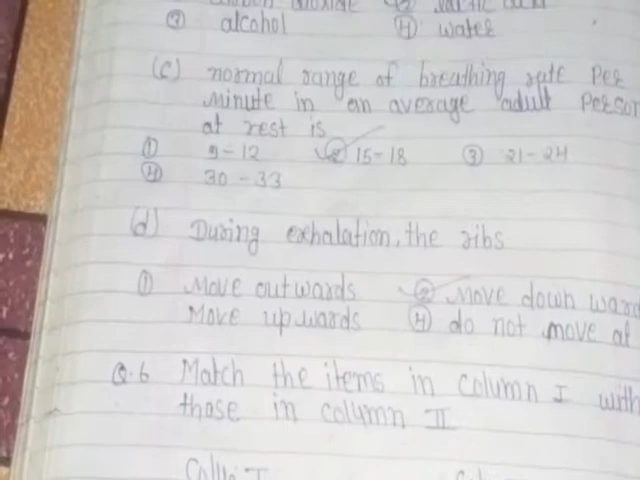 ③ alcohol ④ water
(c) normal range of breathing rate Per
minute in an average adult Person
at rest is
① 9-12 ② 15-18 ③ 21-24
④ 30-33
(d) During exhalation, the ribs
① Move outwards ② Move down ward
Move upwards ④ do not move at
Q.6 Match the items in column I with
those in column II